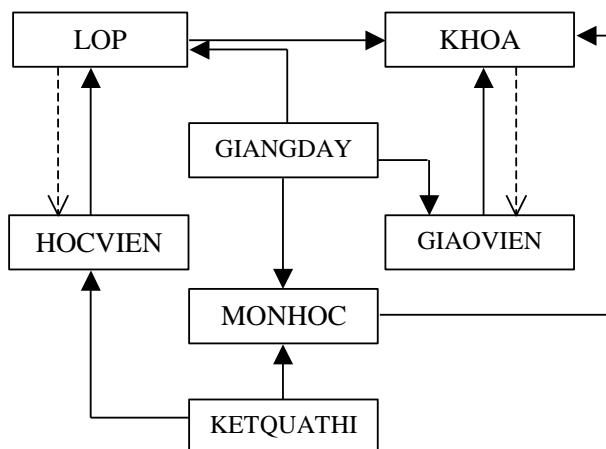 LOP
KHOA
GIANGDAY
HOCVIEN
GIAOVIEN
MONHOC
KETQUATHI